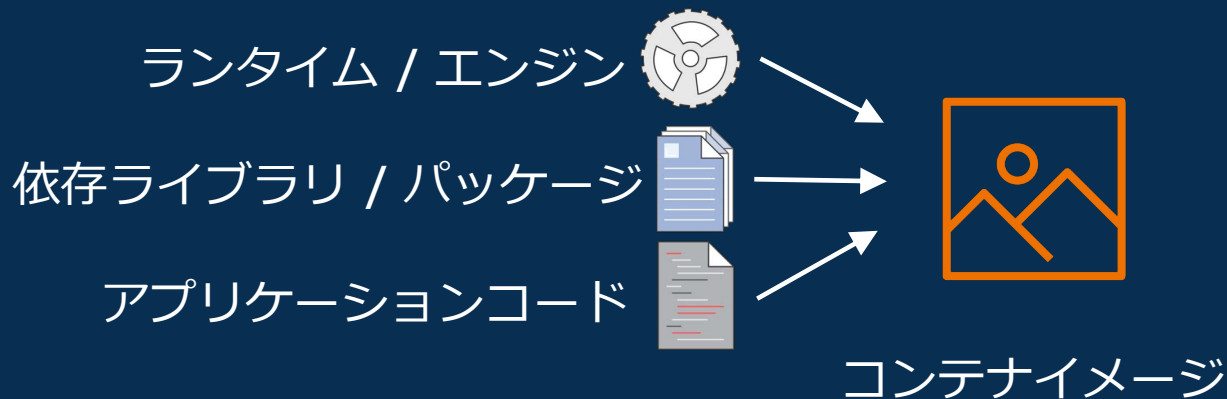 ランタイム / エンジン
依存ライブラリ / パッケージ
アプリケーションコード
コンテナイメージ